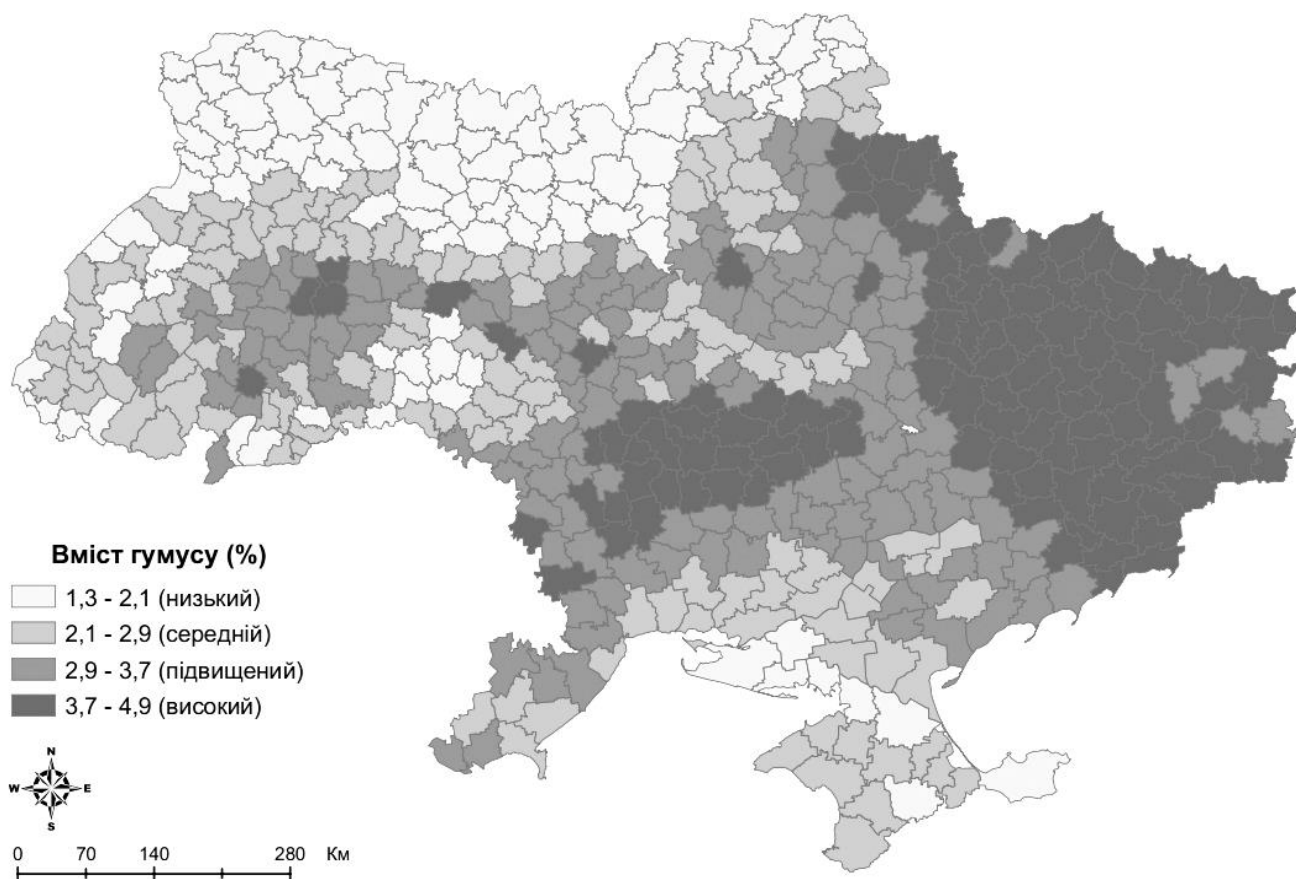 Вміст гумусу (%)
1,3 - 2,1 (низький)
2,1 - 2,9 (середній)
2,9 - 3,7 (підвищений)
3,7 - 4,9 (високий)
N
W E
S
0 70 140 280 Км